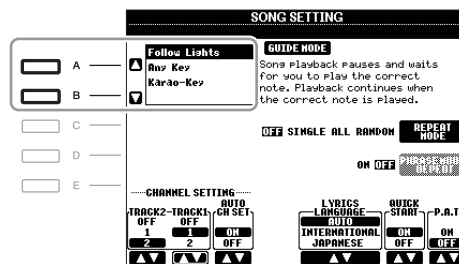 SONG SETTING
Follow Lights
Any Key
Karao-Key
GUIDE MODE
Song playback pauses and waits
for you to play the correct
note. Playback continues when
the correct note is played.
A
B
C
D
E
OFF SINGLE ALL RANDOM
REPEAT
MODE
ON OFF
REPEAT
CHANNEL SETTING
TRACK2 TRACK1 AUTO CH SET
OFF OFF
1 1 ON
2 2 OFF
LYRICS LANGUAGE
AUTO
INTERNATIONAL
JAPANESE
QUICK START
ON
OFF
P.A.T
ON
OFF